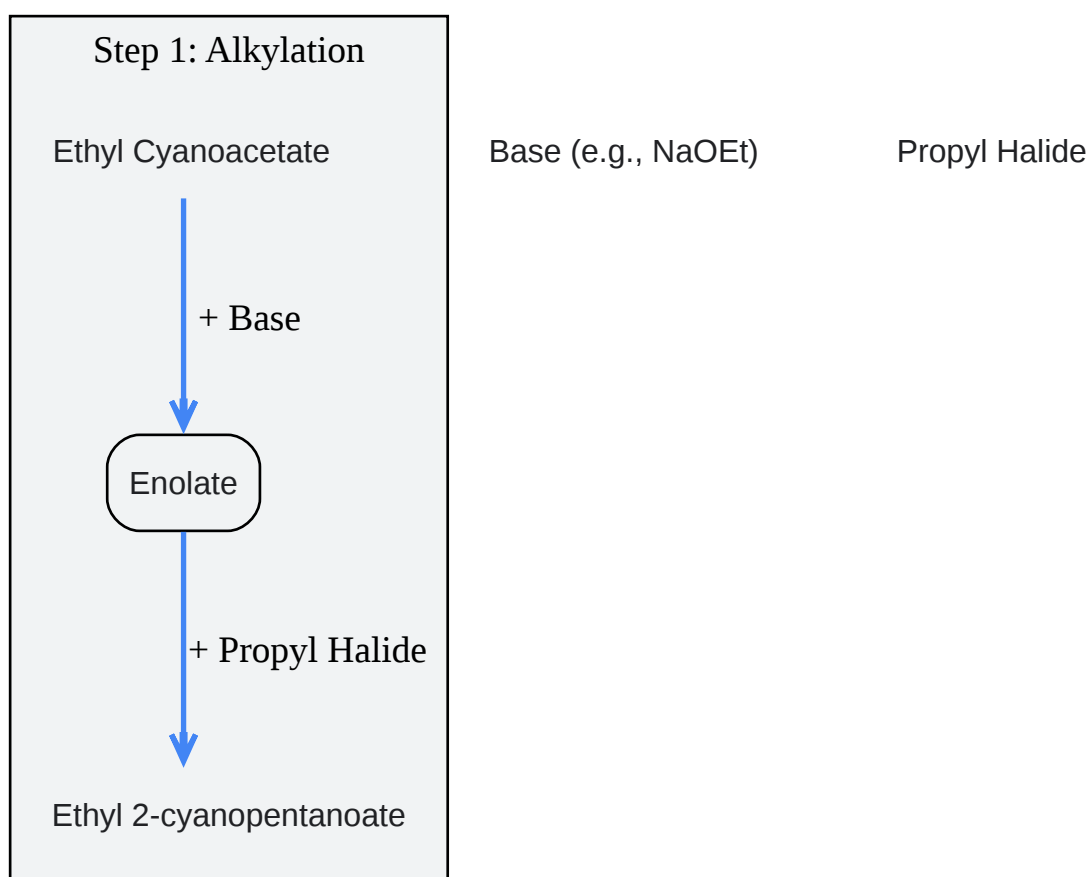 Step 1: Alkylation
Ethyl Cyanoacetate
Base (e.g., NaOEt)
Propyl Halide
+ Base
Enolate
+ Propyl Halide
Ethyl 2-cyanopentanoate